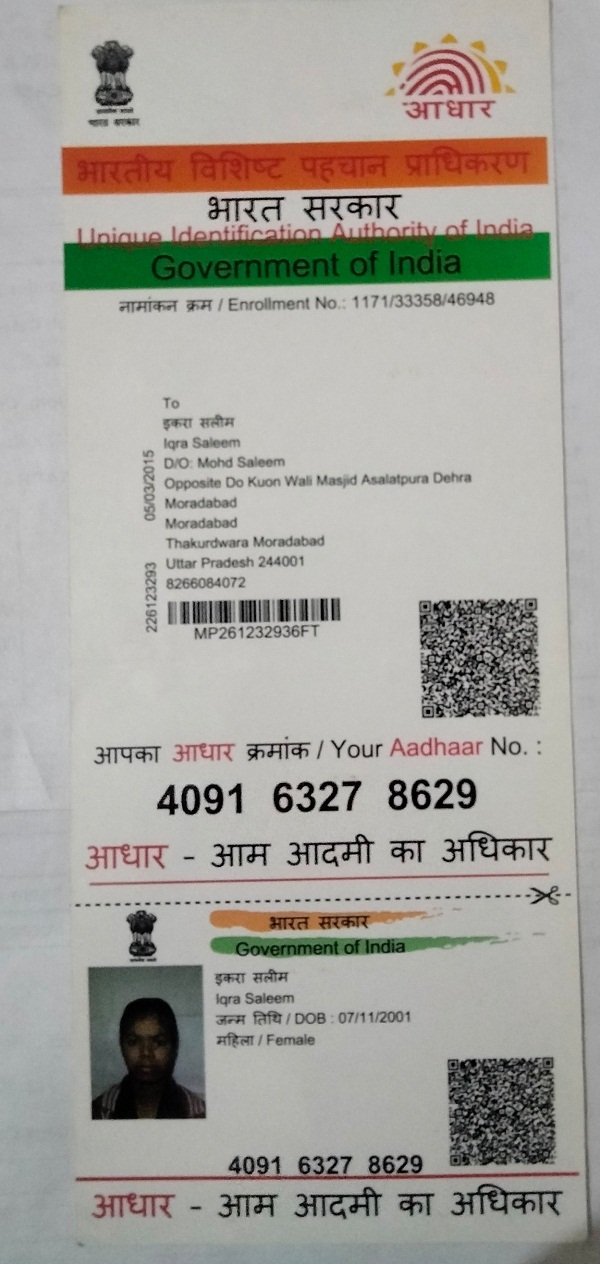 भारत सरकार
आधार
भारतीय विशिष्ट पहचान प्राधिकरण
भारत सरकार
Unique Identification Authority of India
Government of India
नामांकन क्रम / Enrollment No.: 1171/33358/46948
To
इकरा सलीम
Iqra Saleem
D/O: Mohd Saleem
Opposite Do Kuon Wali Masjid Asalatpura Dehra
Moradabad
Moradabad
Thakurdwara Moradabad
Uttar Pradesh 244001
8266084072
05/03/2015
226123293
MP261232936FT
आपका आधार क्रमांक / Your Aadhaar No. :
4091 6327 8629
आधार - आम आदमी का अधिकार
भारत सरकार
Government of India
इकरा सलीम
Iqra Saleem
जन्म तिथि / DOB : 07/11/2001
महिला / Female
4091 6327 8629
आधार - आम आदमी का अधिकार